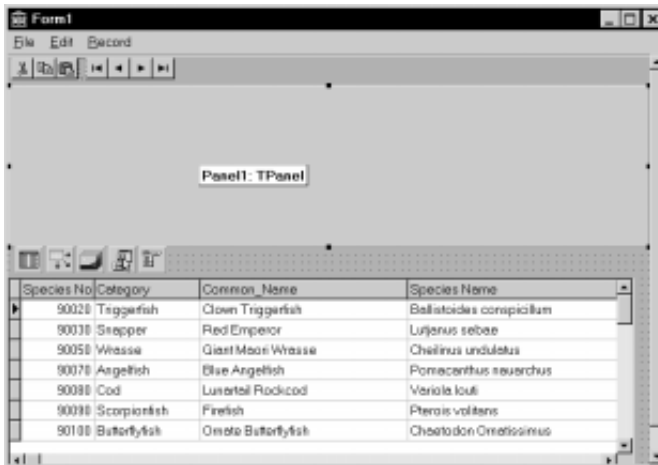 Form1
File Edit Record
Panel1: TPanel
Species No Category Common_Name Species Name
90020 Triggerfish Clown Triggerfish Ballistoides conspicillum
90030 Snapper Red Emperor Lutjanus sebae
90050 Wrasse Giant Maori Wrasse Cheilinus undulatus
90070 Angelfish Blue Angelfish Pomacanthus nauarchus
90080 Cod Lunartail Rockcod Variola louti
90090 Scorpionfish Firefish Pterois volitans
90100 Butterflyfish Ornate Butterflyfish Chaetodon Ornatissimus